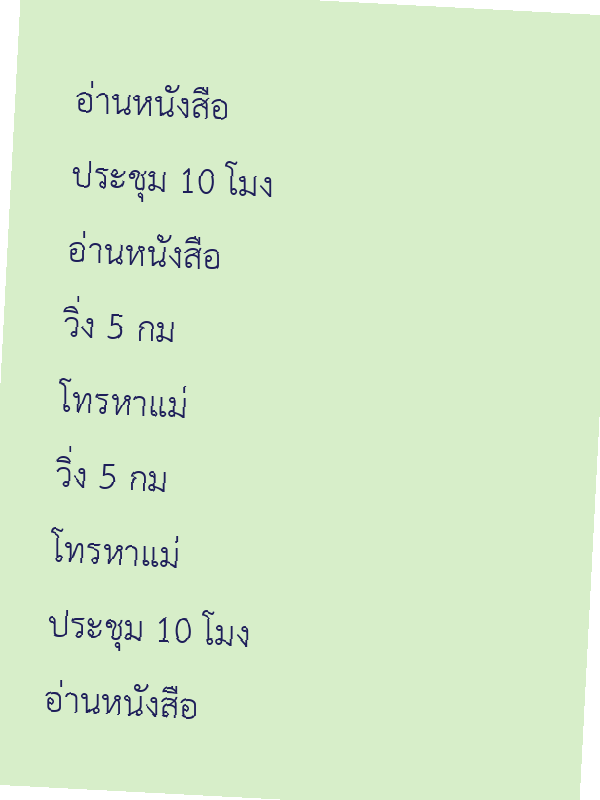 อ่านหนังสือ
ประชุม 10 โมง
อ่านหนังสือ
วิ่ง 5 กม
โทรหาแม่
วิ่ง 5 กม
โทรหาแม่
ประชุม 10 โมง
อ่านหนังสือ